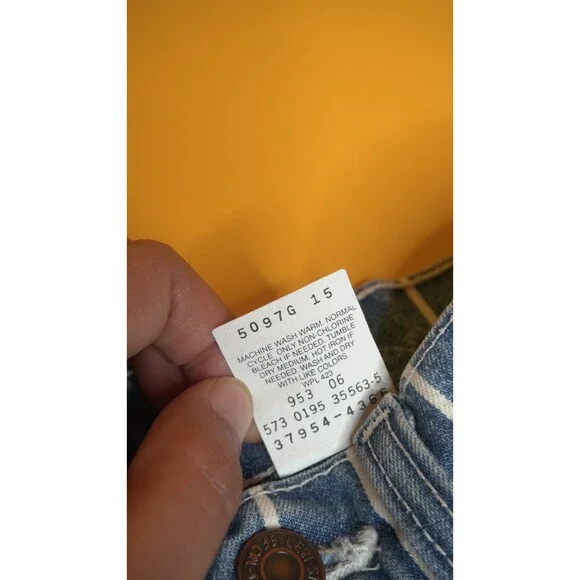 5097G 15
MACHINE WASH WARM, NORMAL
CYCLE. ONLY NON-CHLORINE
BLEACH IF NEEDED. TUMBLE
DRY MEDIUM. HOT IRON IF
NEEDED. WASH AND DRY
WITH LIKE COLORS
WPL 423
953 06
573 0195 35563-5
37954-4366